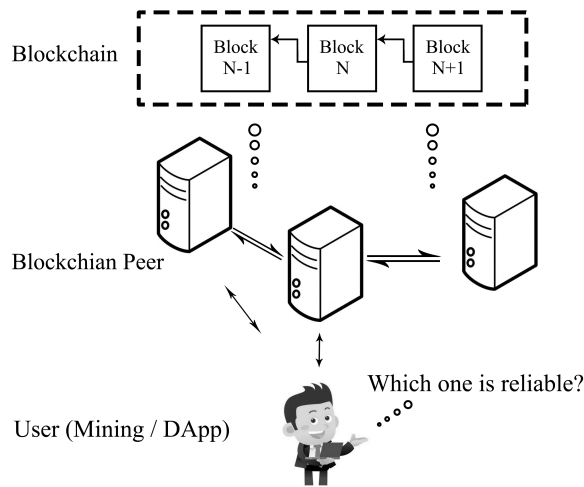 Blockchain
Block
N-1
Block
N
Block
N+1
Blockchian Peer
Which one is reliable?
User (Mining / DApp)